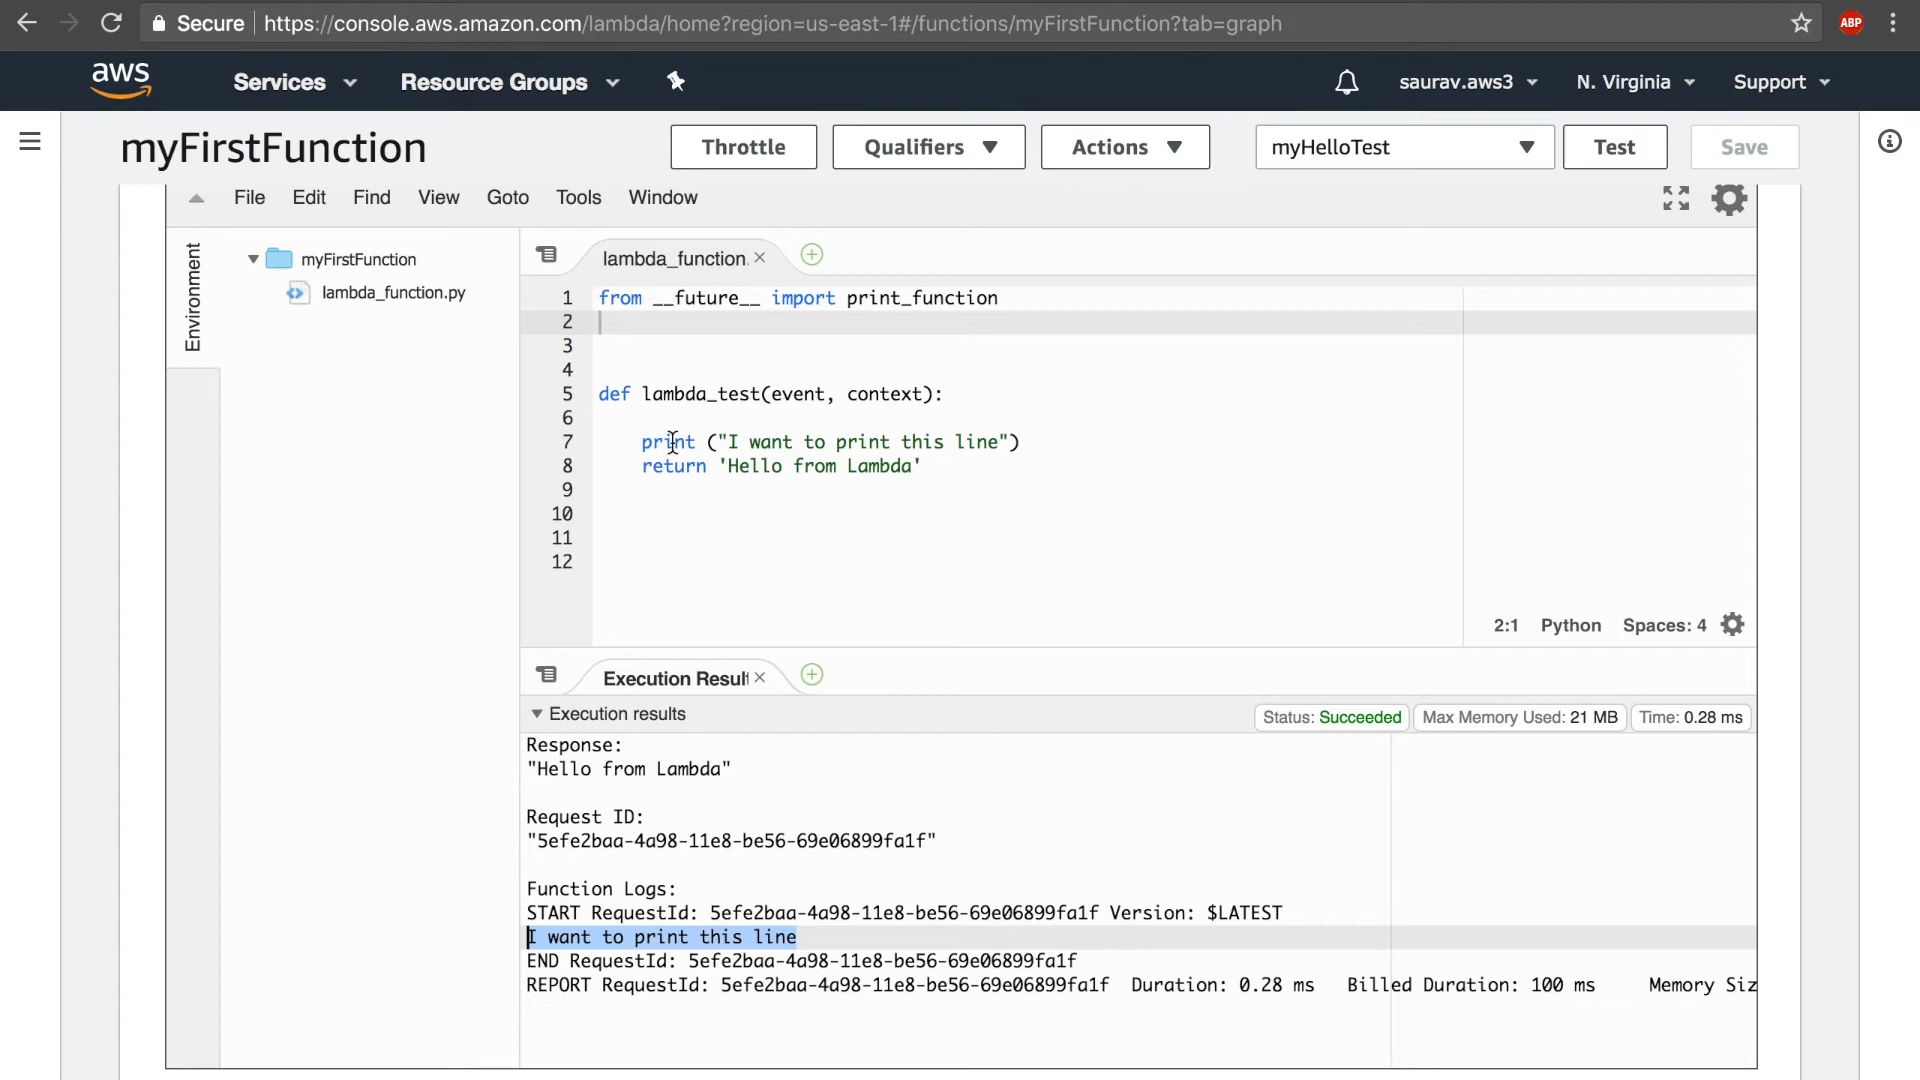 Secure https://console.aws.amazon.com/lambda/home?region=us-east-1#/functions/myFirstFunction?tab=graph
ABP
aws Services Resource Groups saurav.aws3 N. Virginia Support
myFirstFunction Throttle Qualifiers Actions myHelloTest Test Save
File Edit Find View Goto Tools Window
Environment
myFirstFunction
lambda_function.py
lambda_function.
1 from __future__ import print_function
2
3
4
5 def lambda_test(event, context):
6
7 print ("I want to print this line")
8 return 'Hello from Lambda'
9
10
11
12
2:1 Python Spaces: 4
Execution Result
Execution results Status: Succeeded Max Memory Used: 21 MB Time: 0.28 ms
Response:
"Hello from Lambda"
Request ID:
"5efe2baa-4a98-11e8-be56-69e06899fa1f"
Function Logs:
START RequestId: 5efe2baa-4a98-11e8-be56-69e06899fa1f Version: $LATEST
I want to print this line
END RequestId: 5efe2baa-4a98-11e8-be56-69e06899fa1f
REPORT RequestId: 5efe2baa-4a98-11e8-be56-69e06899fa1f Duration: 0.28 ms Billed Duration: 100 ms Memory Siz